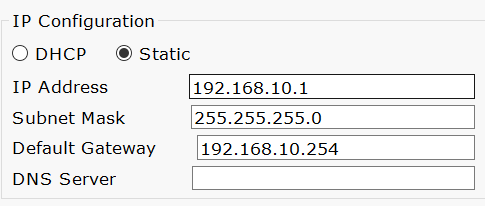 IP Configuration
DHCP Static
IP Address 192.168.10.1
Subnet Mask 255.255.255.0
Default Gateway 192.168.10.254
DNS Server